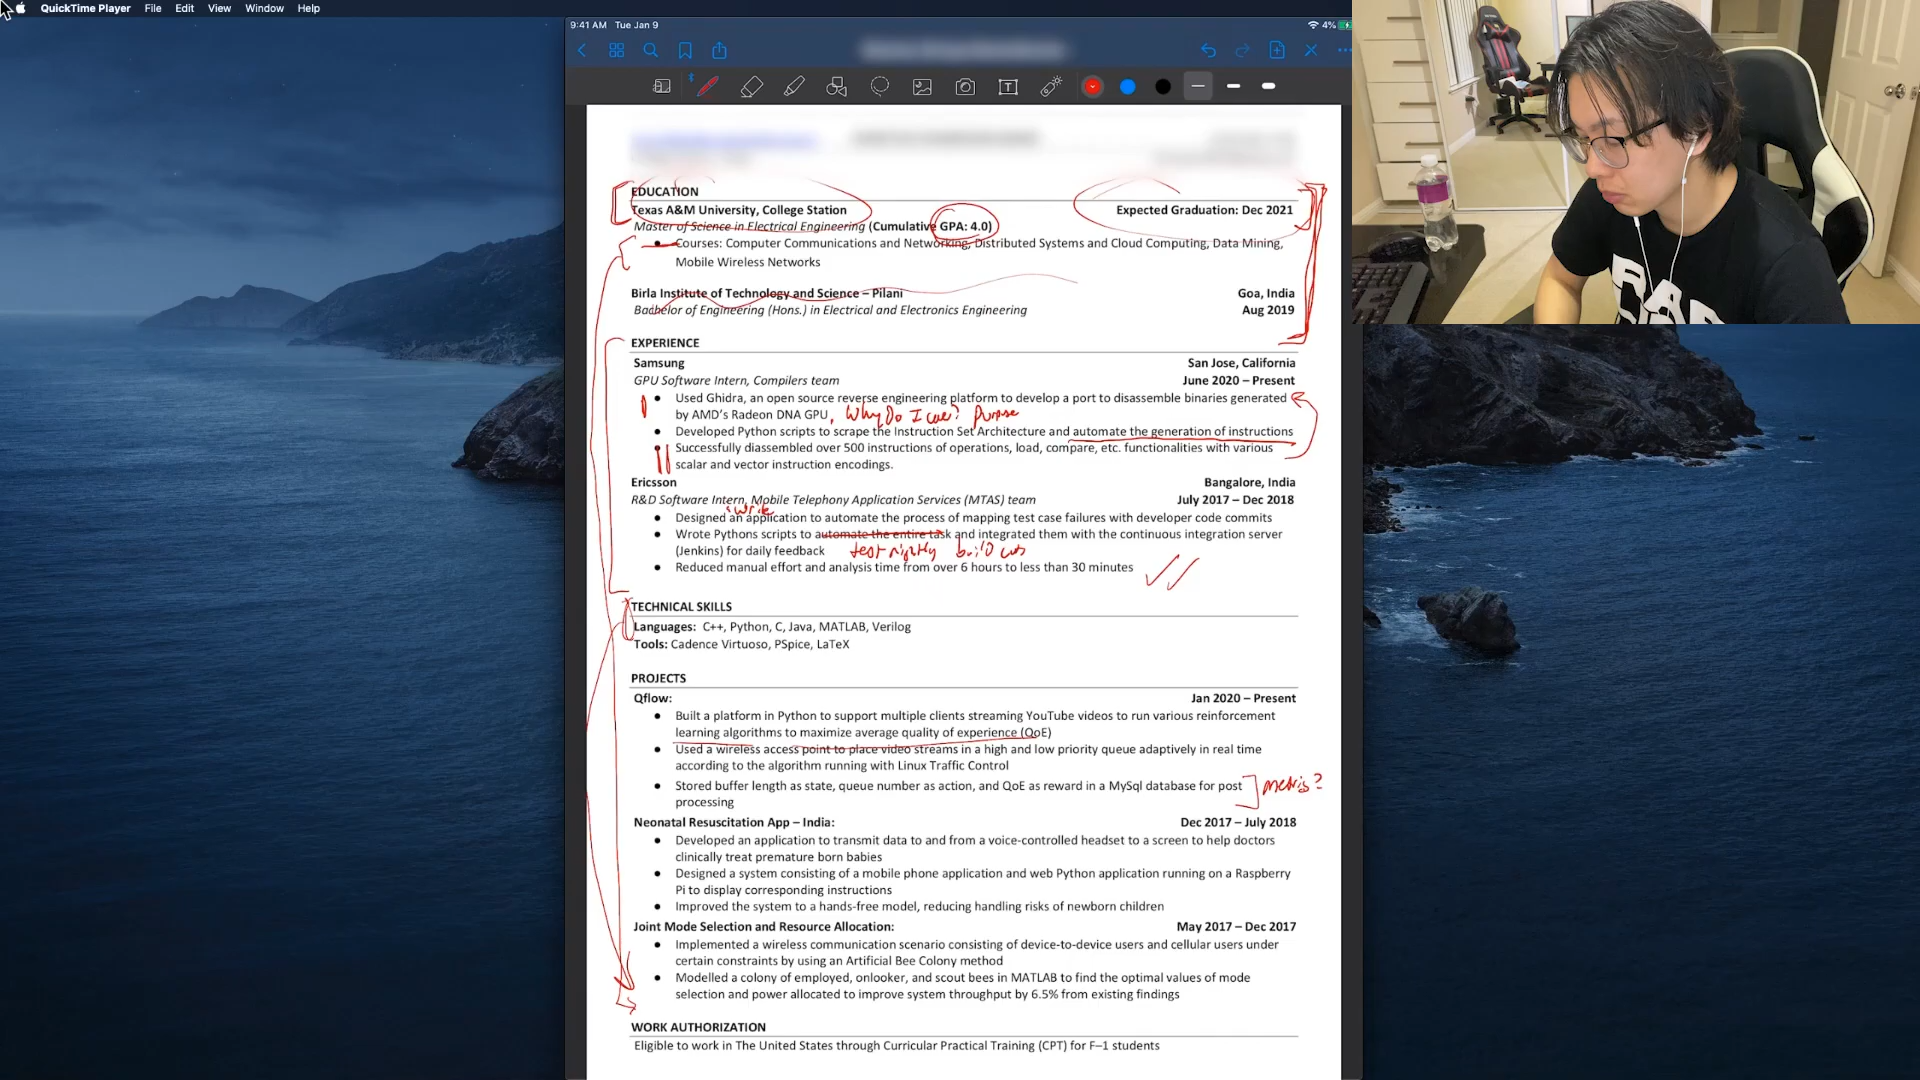 QuickTime Player File Edit View Window Help
9:41 AM Tue Jan 9
4%
EDUCATION
Texas A&M University, College Station Expected Graduation: Dec 2021
Master of Science in Electrical Engineering (Cumulative GPA: 4.0)
• Courses: Computer Communications and Networking, Distributed Systems and Cloud Computing, Data Mining,
Mobile Wireless Networks
Birla Institute of Technology and Science – Pilani Goa, India
Bachelor of Engineering (Hons.) in Electrical and Electronics Engineering Aug 2019
EXPERIENCE
Samsung San Jose, California
GPU Software Intern, Compilers team June 2020 – Present
• Used Ghidra, an open source reverse engineering platform to develop a port to disassemble binaries generated
by AMD's Radeon DNA GPU, Why Do I care? Purpose
• Developed Python scripts to scrape the Instruction Set Architecture and automate the generation of instructions
• Successfully diassembled over 500 instructions of operations, load, compare, etc. functionalities with various
scalar and vector instruction encodings.
Ericsson Bangalore, India
R&D Software Intern, Mobile Telephony Application Services (MTAS) team July 2017 – Dec 2018
• Designed an application to automate the process of mapping test case failures with developer code commits
• Wrote Pythons scripts to automate the entire task and integrated them with the continuous integration server
(Jenkins) for daily feedback test nightly build
• Reduced manual effort and analysis time from over 6 hours to less than 30 minutes
TECHNICAL SKILLS
Languages: C++, Python, C, Java, MATLAB, Verilog
Tools: Cadence Virtuoso, PSpice, LaTeX
PROJECTS
Qflow: Jan 2020 – Present
• Built a platform in Python to support multiple clients streaming YouTube videos to run various reinforcement
learning algorithms to maximize average quality of experience (QoE)
• Used a wireless access point to place video streams in a high and low priority queue adaptively in real time
according to the algorithm running with Linux Traffic Control
• Stored buffer length as state, queue number as action, and QoE as reward in a MySql database for post metrics?
processing
Neonatal Resuscitation App – India: Dec 2017 – July 2018
• Developed an application to transmit data to and from a voice-controlled headset to a screen to help doctors
clinically treat premature born babies
• Designed a system consisting of a mobile phone application and web Python application running on a Raspberry
Pi to display corresponding instructions
• Improved the system to a hands-free model, reducing handling risks of newborn children
Joint Mode Selection and Resource Allocation: May 2017 – Dec 2017
• Implemented a wireless communication scenario consisting of device-to-device users and cellular users under
certain constraints by using an Artificial Bee Colony method
• Modelled a colony of employed, onlooker, and scout bees in MATLAB to find the optimal values of mode
selection and power allocated to improve system throughput by 6.5% from existing findings
WORK AUTHORIZATION
Eligible to work in The United States through Curricular Practical Training (CPT) for F–1 students